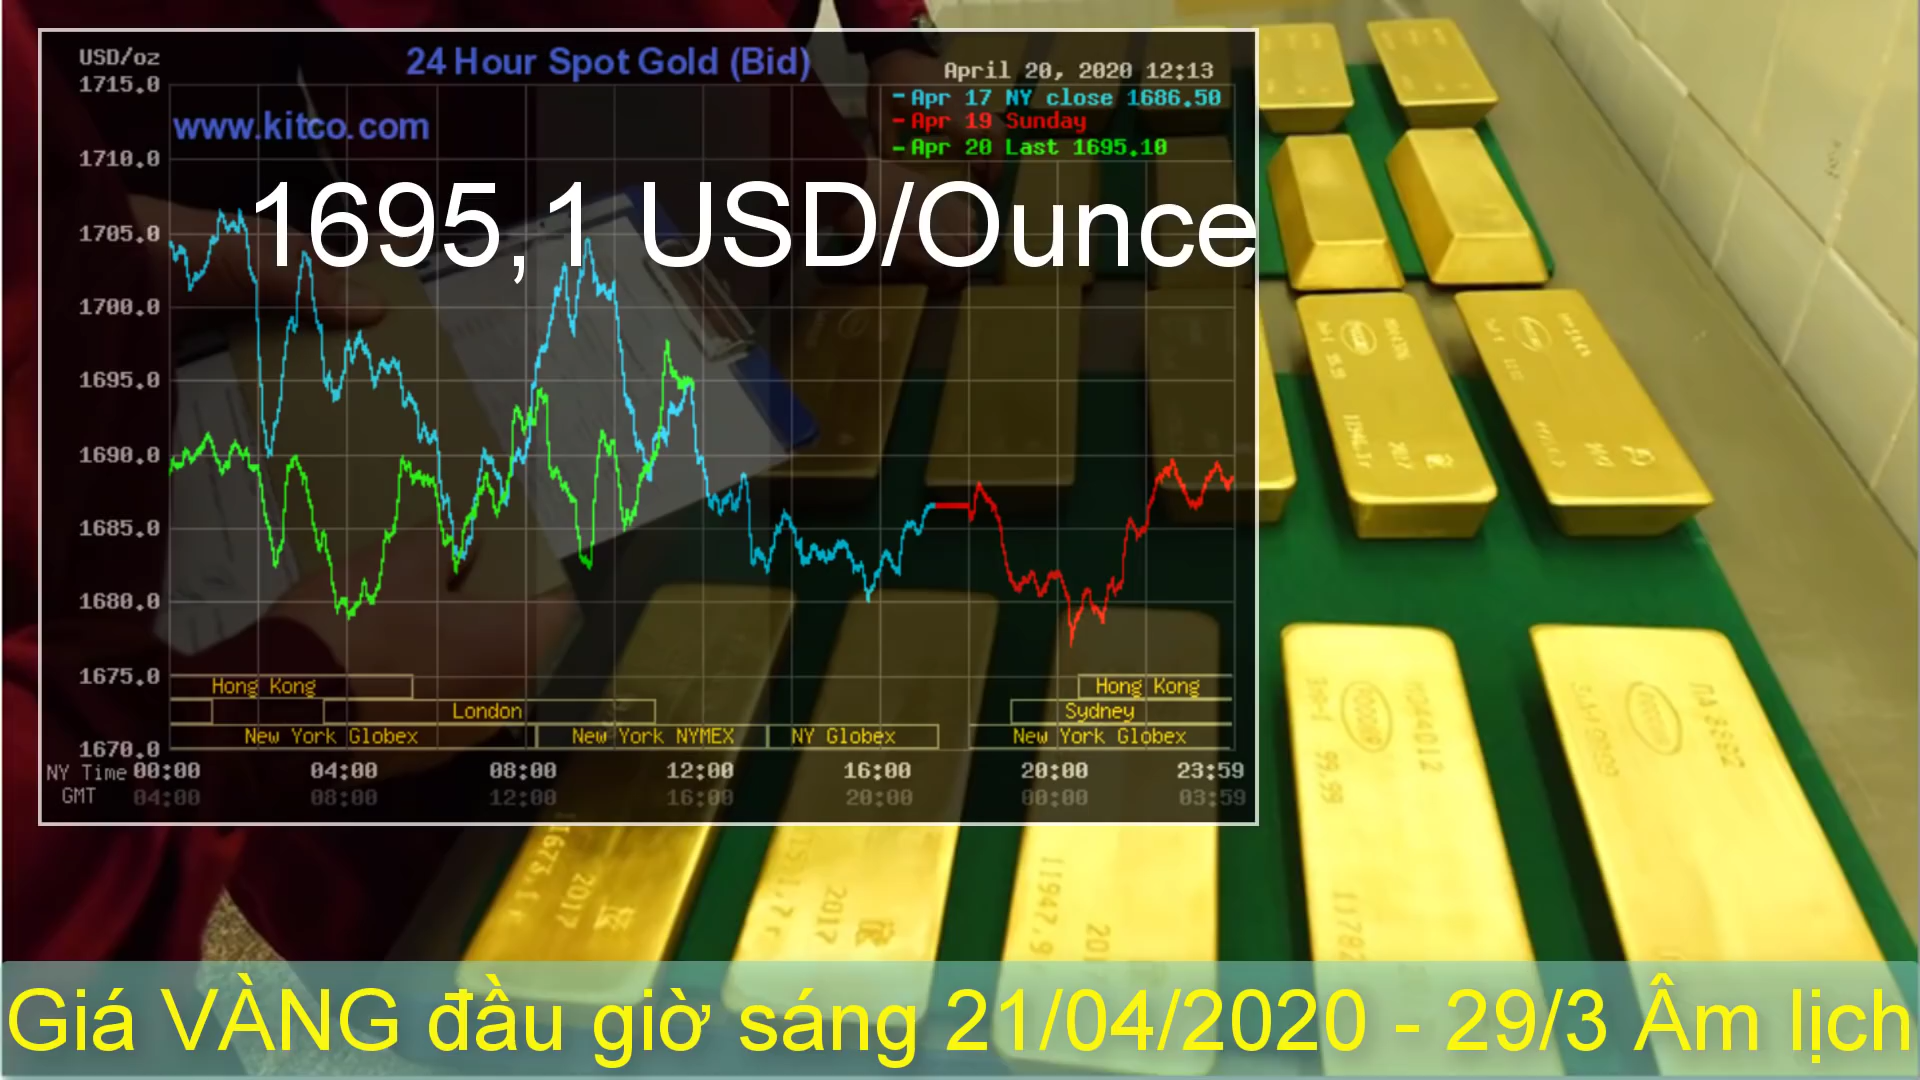 USD/oz
24 Hour Spot Gold (Bid)
April 20, 2020 12:13
1715.0
Apr 17 NY close 1686.50
www.kitco.com
Apr 19 Sunday
Apr 20 Last 1695.10
1710.0
1695,1 USD/Ounce
1705.0
1700.0
1695.0
1690.0
1685.0
1680.0
1675.0
Hong Kong Hong Kong
London Sydney
New York Globex New York NYMEX NY Globex New York Globex
1670.0
NY Time 00:00 04:00 08:00 12:00 16:00 20:00 23:59
GMT 04:00 08:00 12:00 16:00 20:00 00:00 03:59
99.99
2017
2017
Giá VÀNG đầu giờ sáng 21/04/2020 - 29/3 Âm lịch